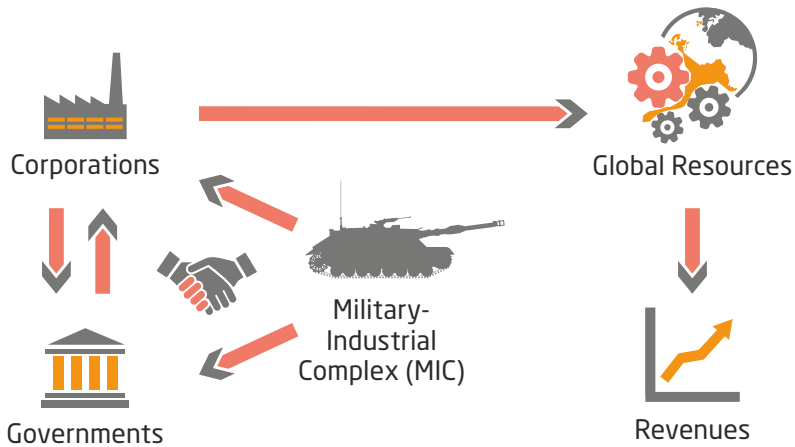 Corporations
Global Resources
Military-
Industrial
Complex (MIC)
Governments
Revenues